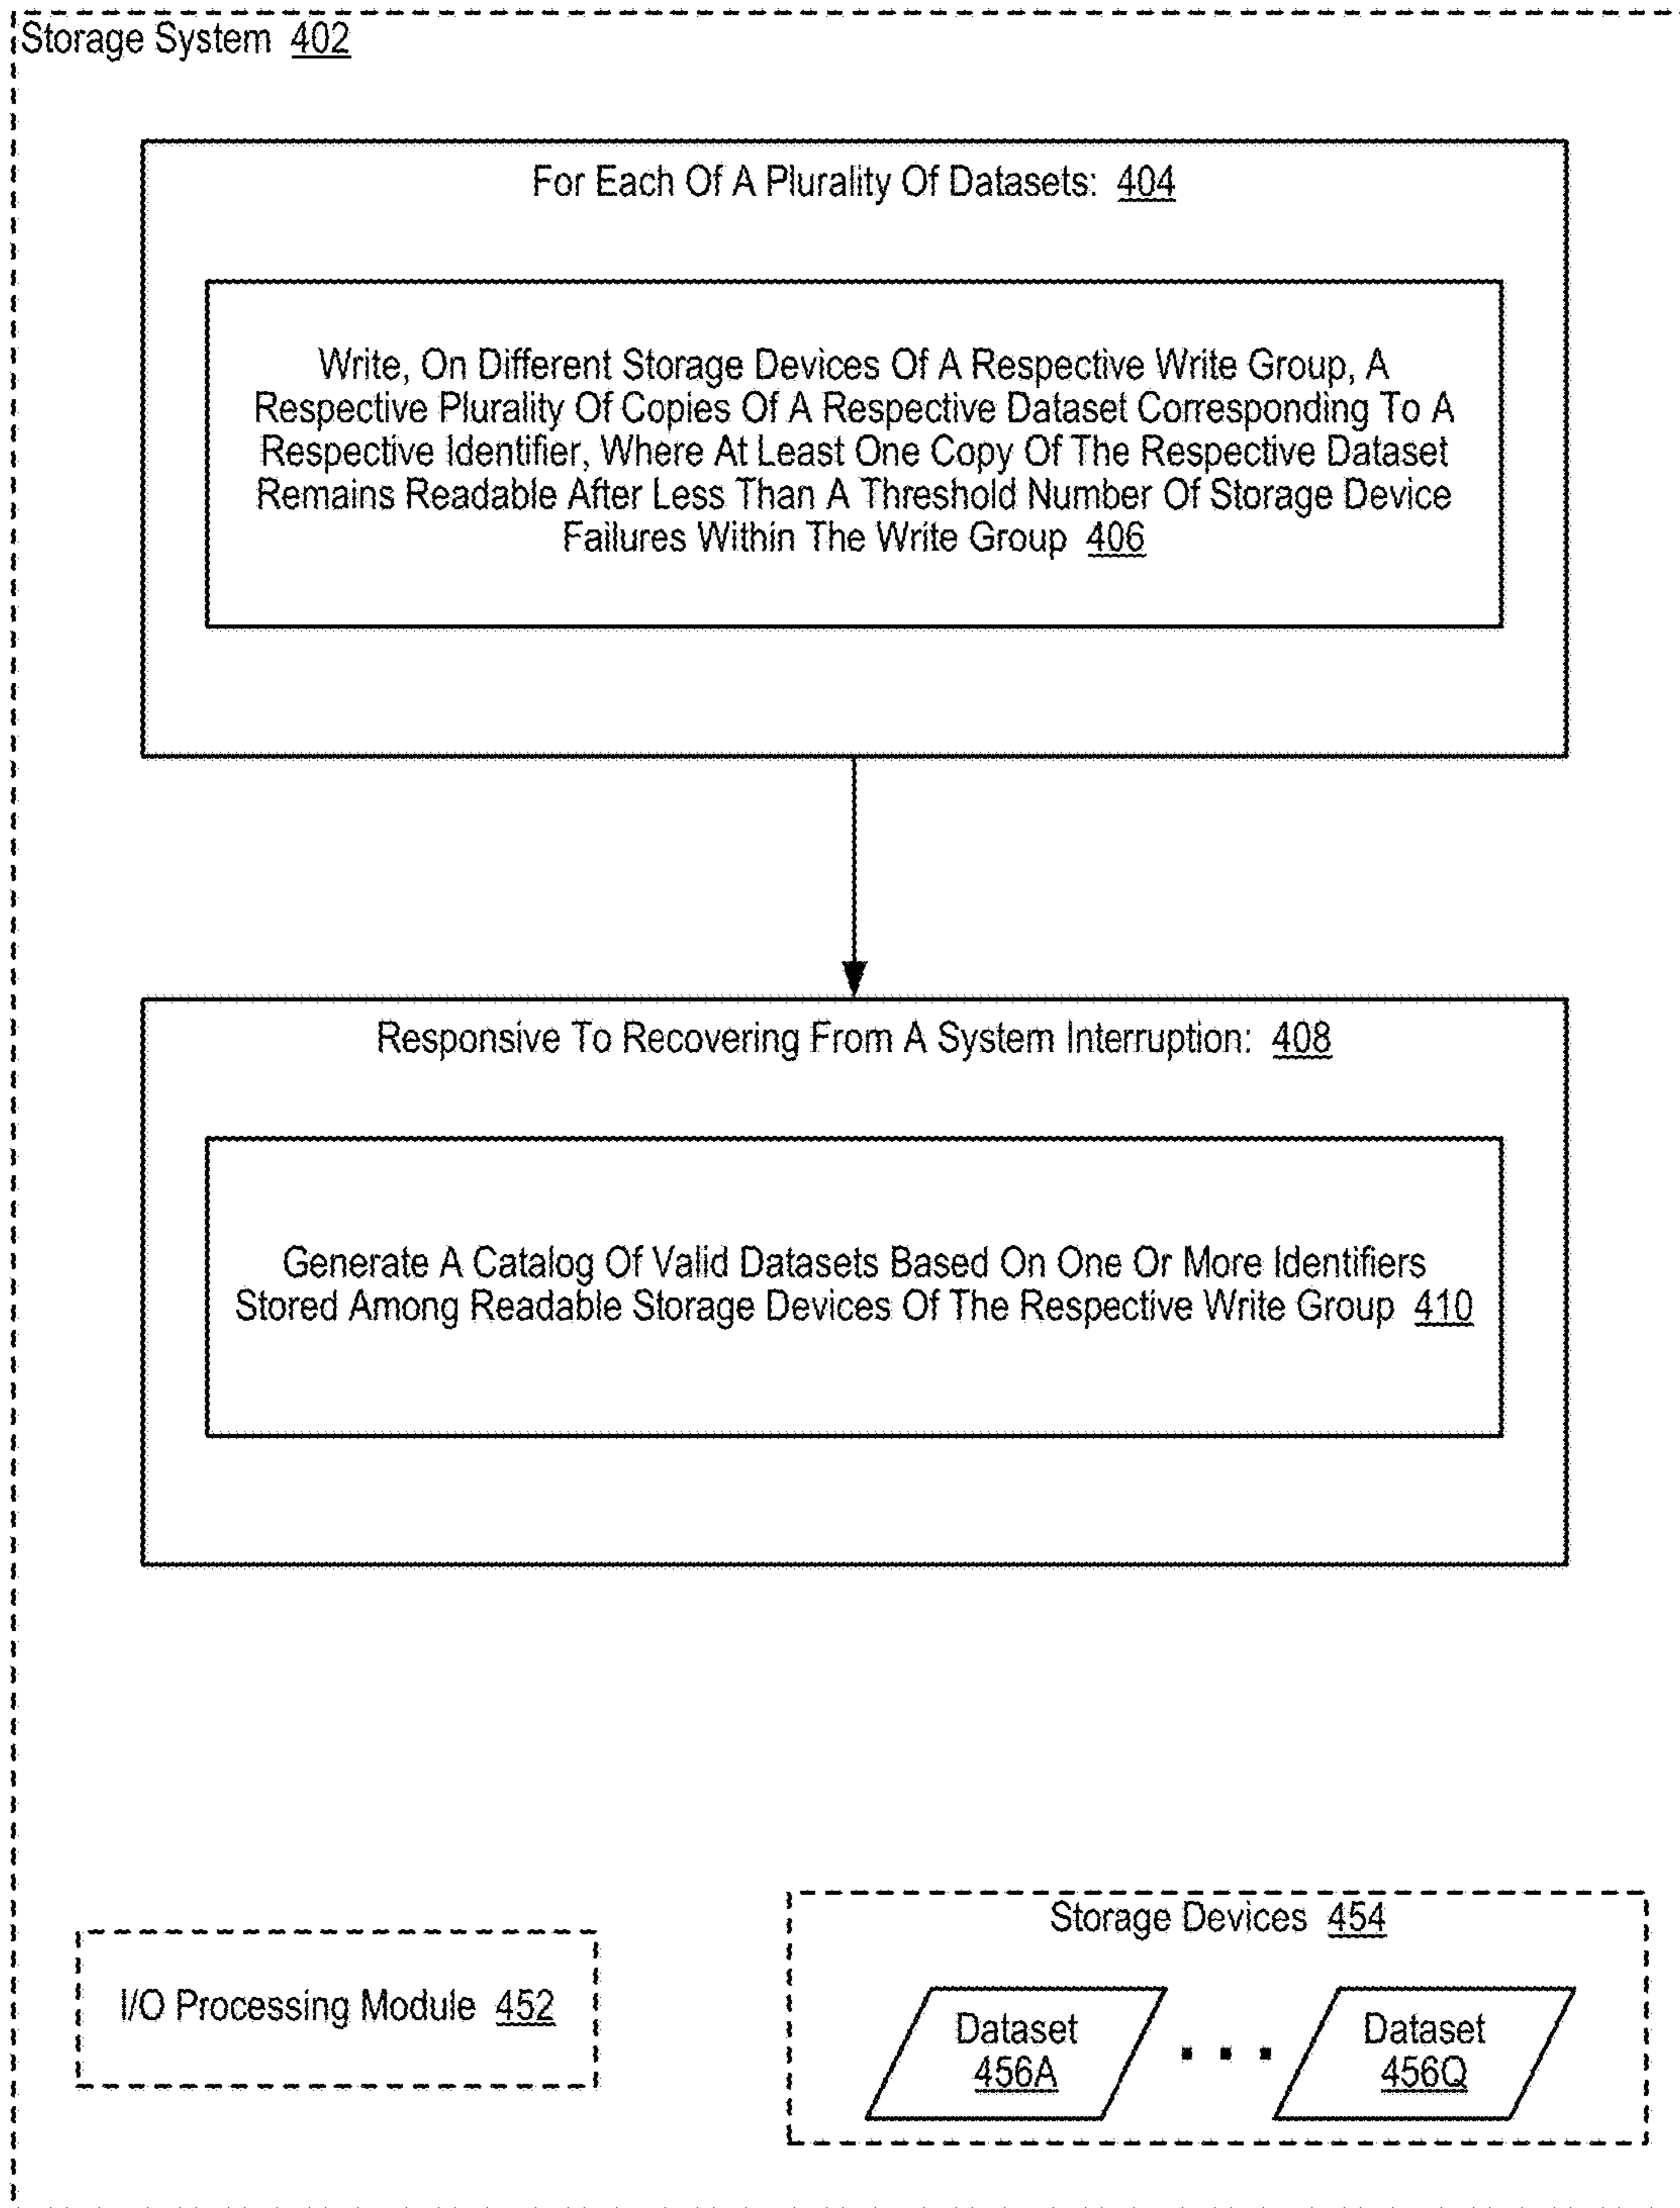 Storage System 402
For Each Of A Plurality Of Datasets: 404
Write, On Different Storage Devices Of A Respective Write Group, A
Respective Plurality Of Copies Of A Respective Dataset Corresponding To A
Respective Identifier, Where At Least One Copy Of The Respective Dataset
Remains Readable After Less Than A Threshold Number Of Storage Device
Failures Within The Write Group 406
Responsive To Recovering From A System Interruption: 408
Generate A Catalog Of Valid Datasets Based On One Or More Identifiers
Stored Among Readable Storage Devices Of The Respective Write Group 410
I/O Processing Module 452
Storage Devices 454
Dataset
456A
Dataset
456Q